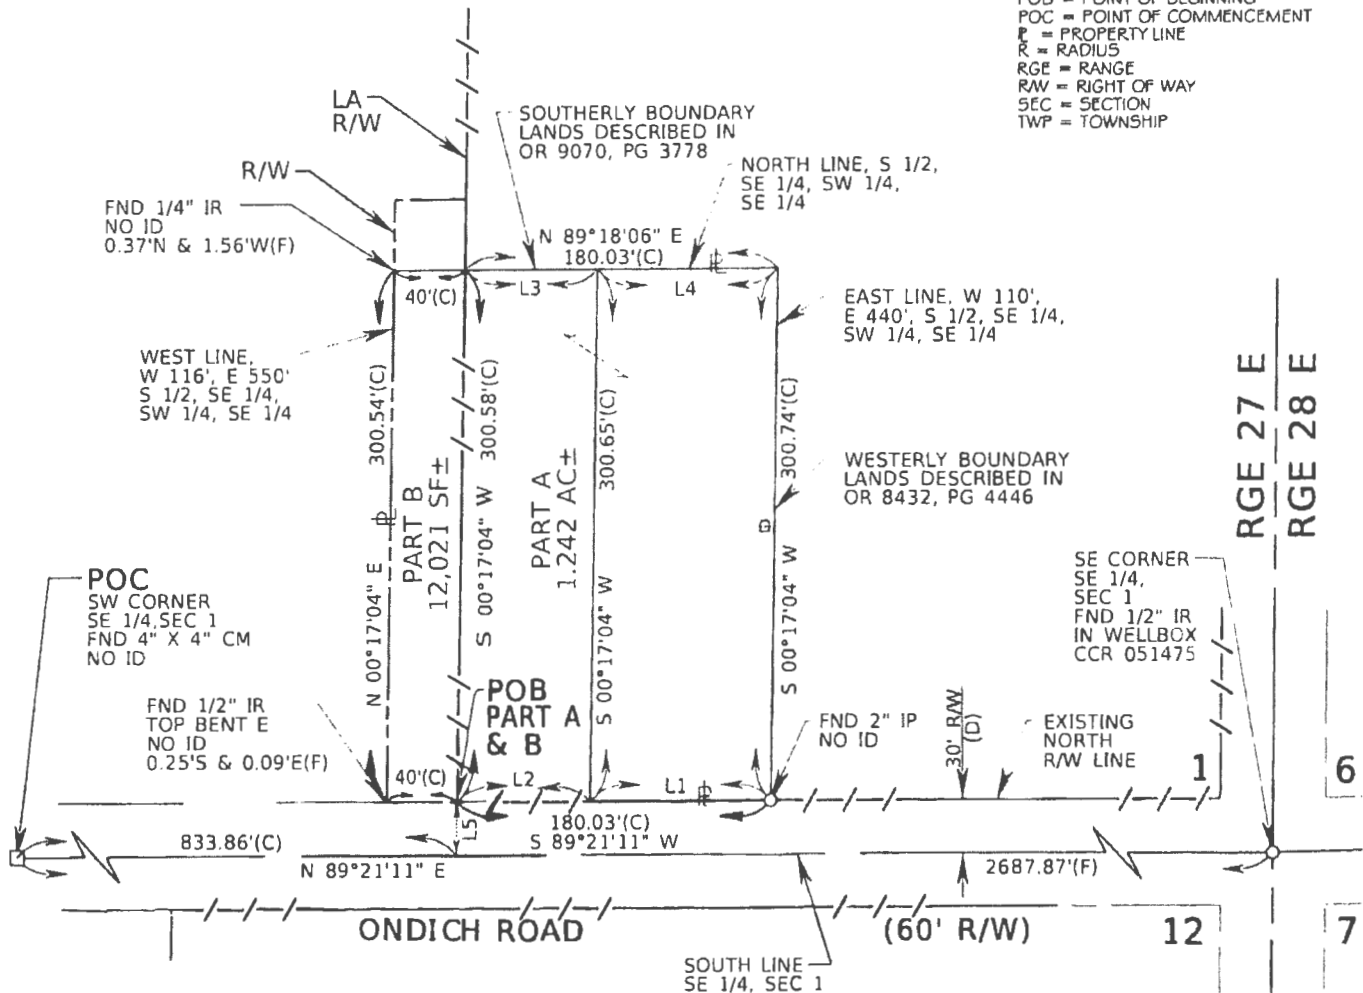 POC = POINT OF COMMENCEMENT
PL = PROPERTY LINE
R = RADIUS
RGE = RANGE
R/W = RIGHT OF WAY
SEC = SECTION
TWP = TOWNSHIP
LA
R/W
SOUTHERLY BOUNDARY
LANDS DESCRIBED IN
OR 9070, PG 3778
R/W
NORTH LINE, S 1/2,
SE 1/4, SW 1/4,
SE 1/4
FND 1/4" IR
NO ID
0.37'N & 1.56'W(F)
N 89°18'06" E
180.03'(C)
PL
40'(C)
L3
L4
EAST LINE, W 110',
E 440', S 1/2, SE 1/4,
SW 1/4, SE 1/4
WEST LINE,
W 116', E 550'
S 1/2, SE 1/4,
SW 1/4, SE 1/4
300.54'(C)
300.58'(C)
300.65'(C)
300.74'(C)
RGE 27 E
RGE 28 E
WESTERLY BOUNDARY
LANDS DESCRIBED IN
OR 8432, PG 4446
PART B
12,021 SF±
PART A
1.242 AC±
PL
N 00°17'04" E
S 00°17'04" W
S 00°17'04" W
S 00°17'04" W
SE CORNER
SE 1/4,
SEC 1
FND 1/2" IR
IN WELLBOX
CCR 051475
POC
SW CORNER
SE 1/4,SEC 1
FND 4" X 4" CM
NO ID
FND 1/2" IR
TOP BENT E
NO ID
0.25'S & 0.09'E(F)
POB
PART A
& B
FND 2" IP
NO ID
30' R/W
(D)
EXISTING
NORTH
R/W LINE
1
6
40'(C)
L2
L1
PL
L5
833.86'(C)
180.03'(C)
S 89°21'11" W
N 89°21'11" E
2687.87'(F)
ONDICH ROAD
(60' R/W)
12
7
SOUTH LINE
SE 1/4, SEC 1